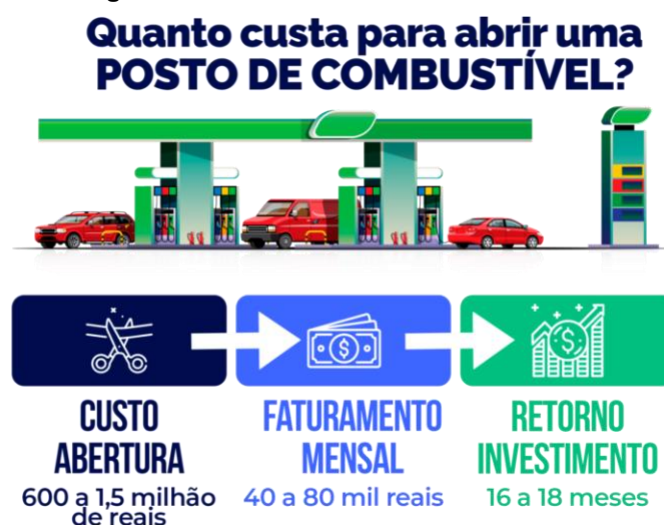 Quanto custa para abrir uma
POSTO DE COMBUSTÍVEL?
CUSTO
ABERTURA
600 a 1,5 milhão
de reais
FATURAMENTO
MENSAL
40 a 80 mil reais
RETORNO
INVESTIMENTO
16 a 18 meses